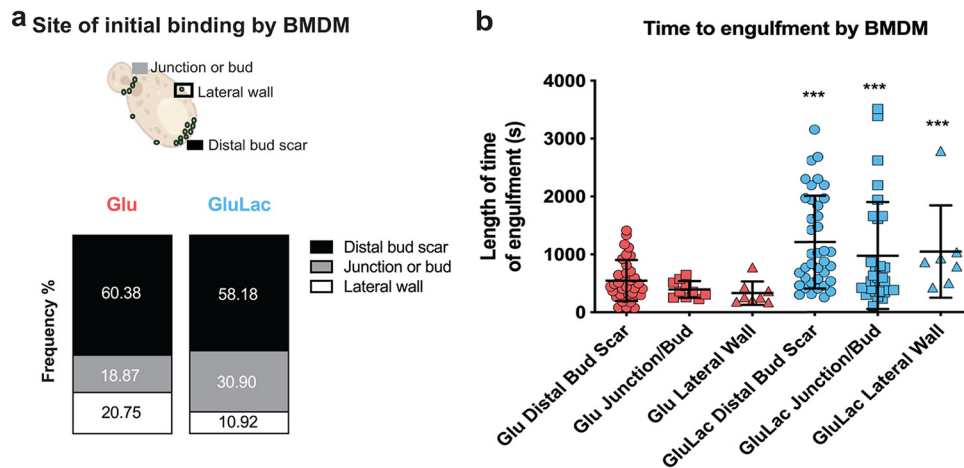 a
Site of initial binding by BMDM
Junction or bud
Lateral wall
Distal bud scar
Glu
GluLac
Frequency %
60.38
18.87
20.75
58.18
30.90
10.92
Distal bud scar
Junction or bud
Lateral wall
b
Time to engulfment by BMDM
Length of time
of engulfment (s)
4000
3000
2000
1000
0
***
***
***
Glu Distal Bud Scar
Glu Junction/Bud
Glu Lateral Wall
GluLac Distal Bud Scar
GluLac Junction/Bud
GluLac Lateral Wall